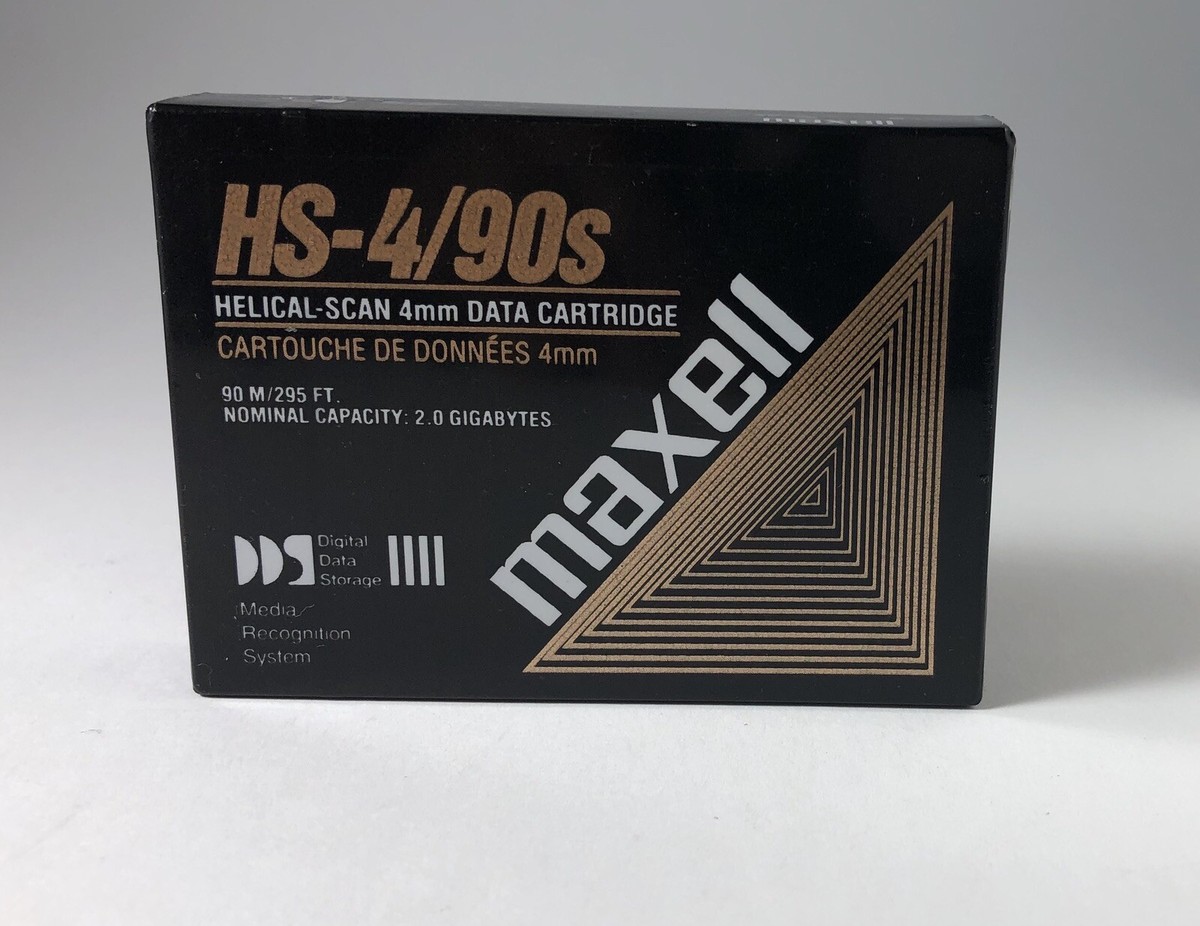 HS-4/90s
HELICAL-SCAN 4mm DATA CARTRIDGE
CARTOUCHE DE DONNÉES 4mm
90 M/295 FT.
NOMINAL CAPACITY: 2.0 GIGABYTES
maxell
DDS Digital
Data
Storage
Media
Recognition
System
maxell